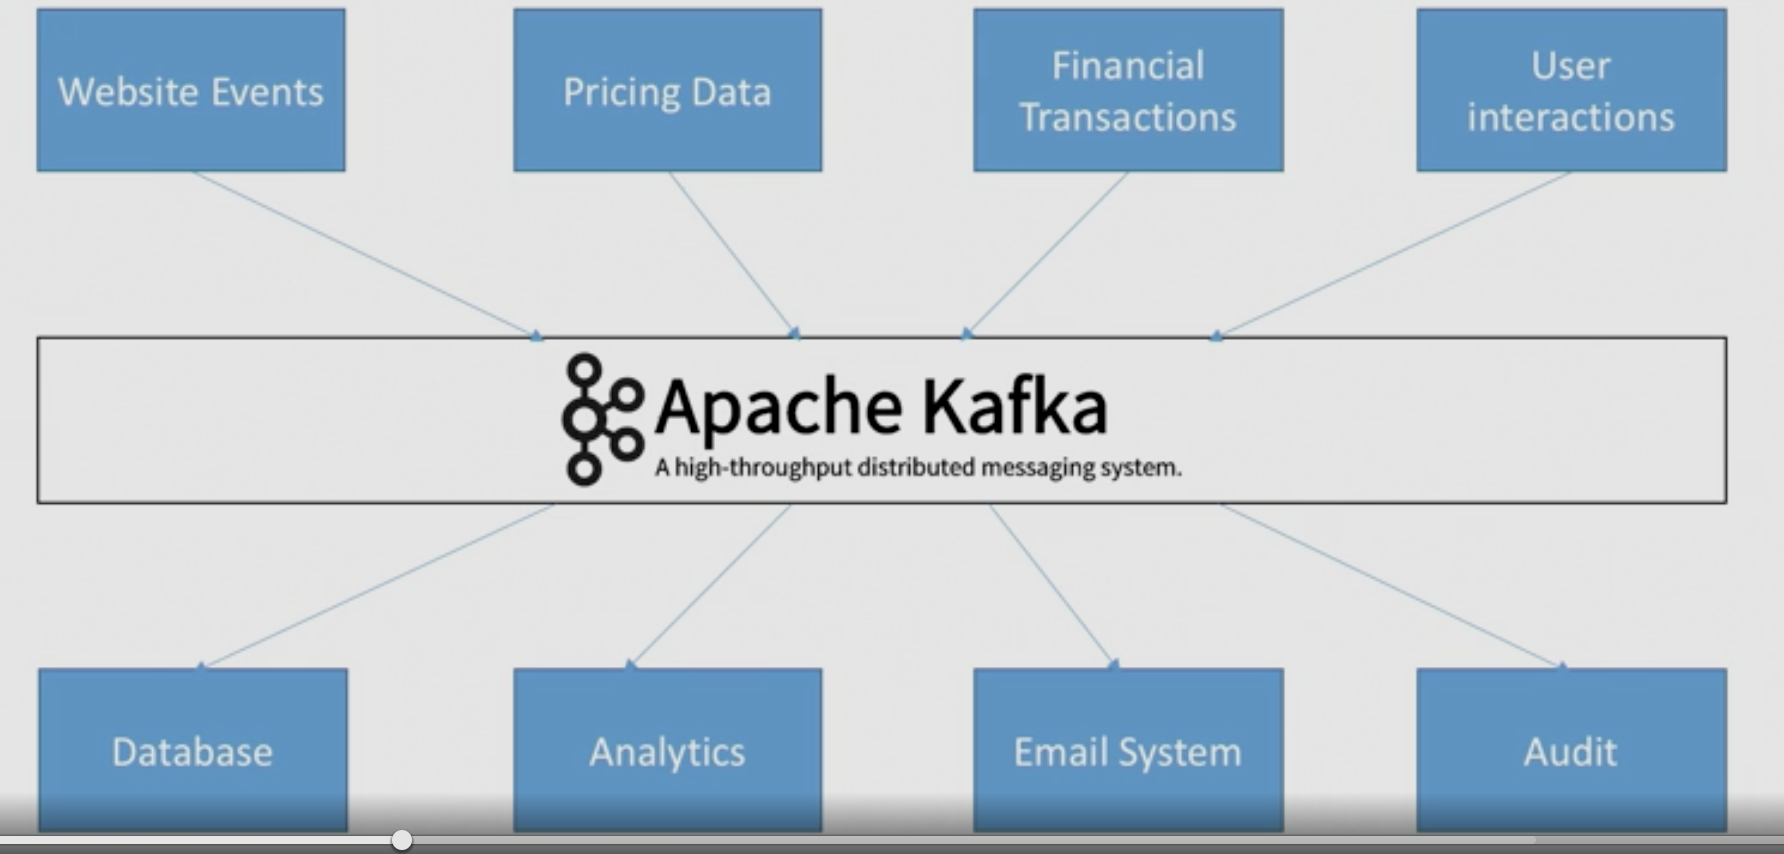 Website Events
Pricing Data
Financial
Transactions
User
interactions
Apache Kafka
A high-throughput distributed messaging system.
Database
Analytics
Email System
Audit